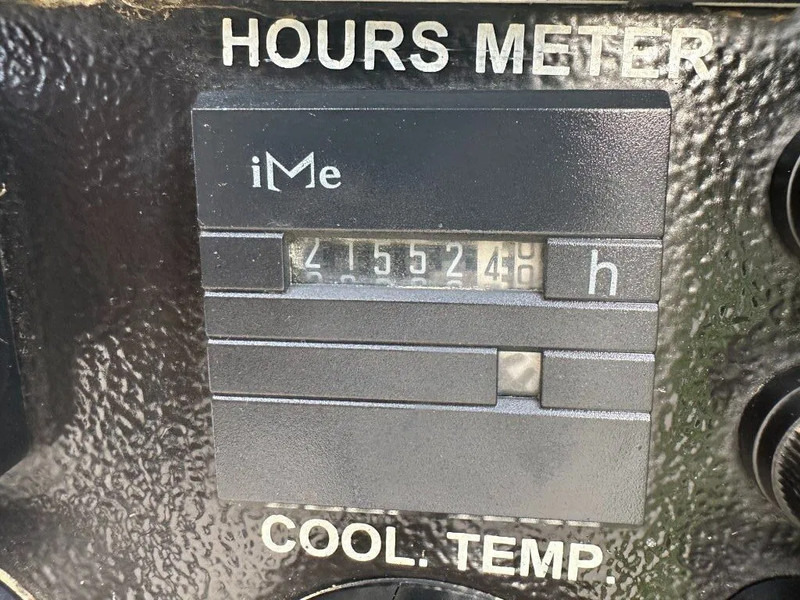 HOURS METER
iMe
215524 h
COOL. TEMP.